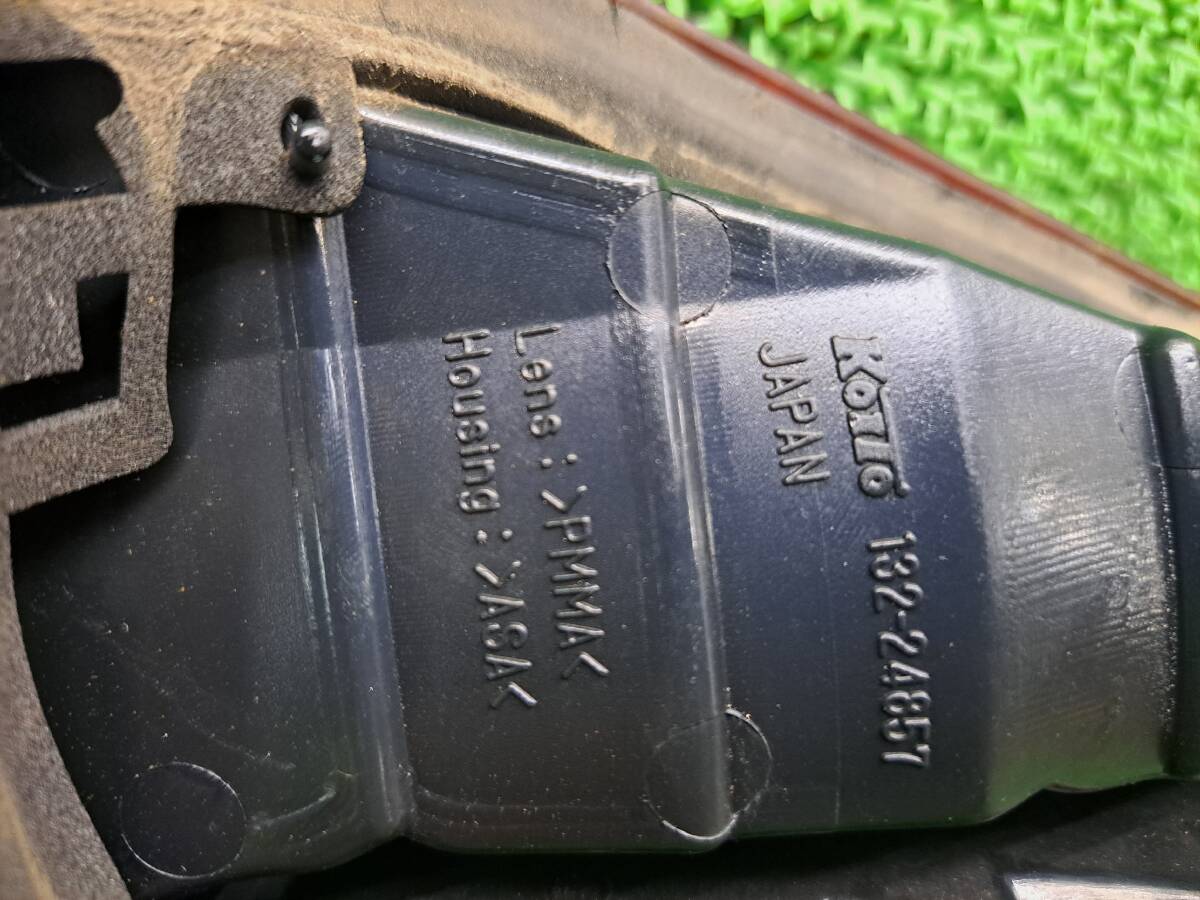 KOITO 132-24857
JAPAN
Lens : >PMMA<
Housing : >ASA<